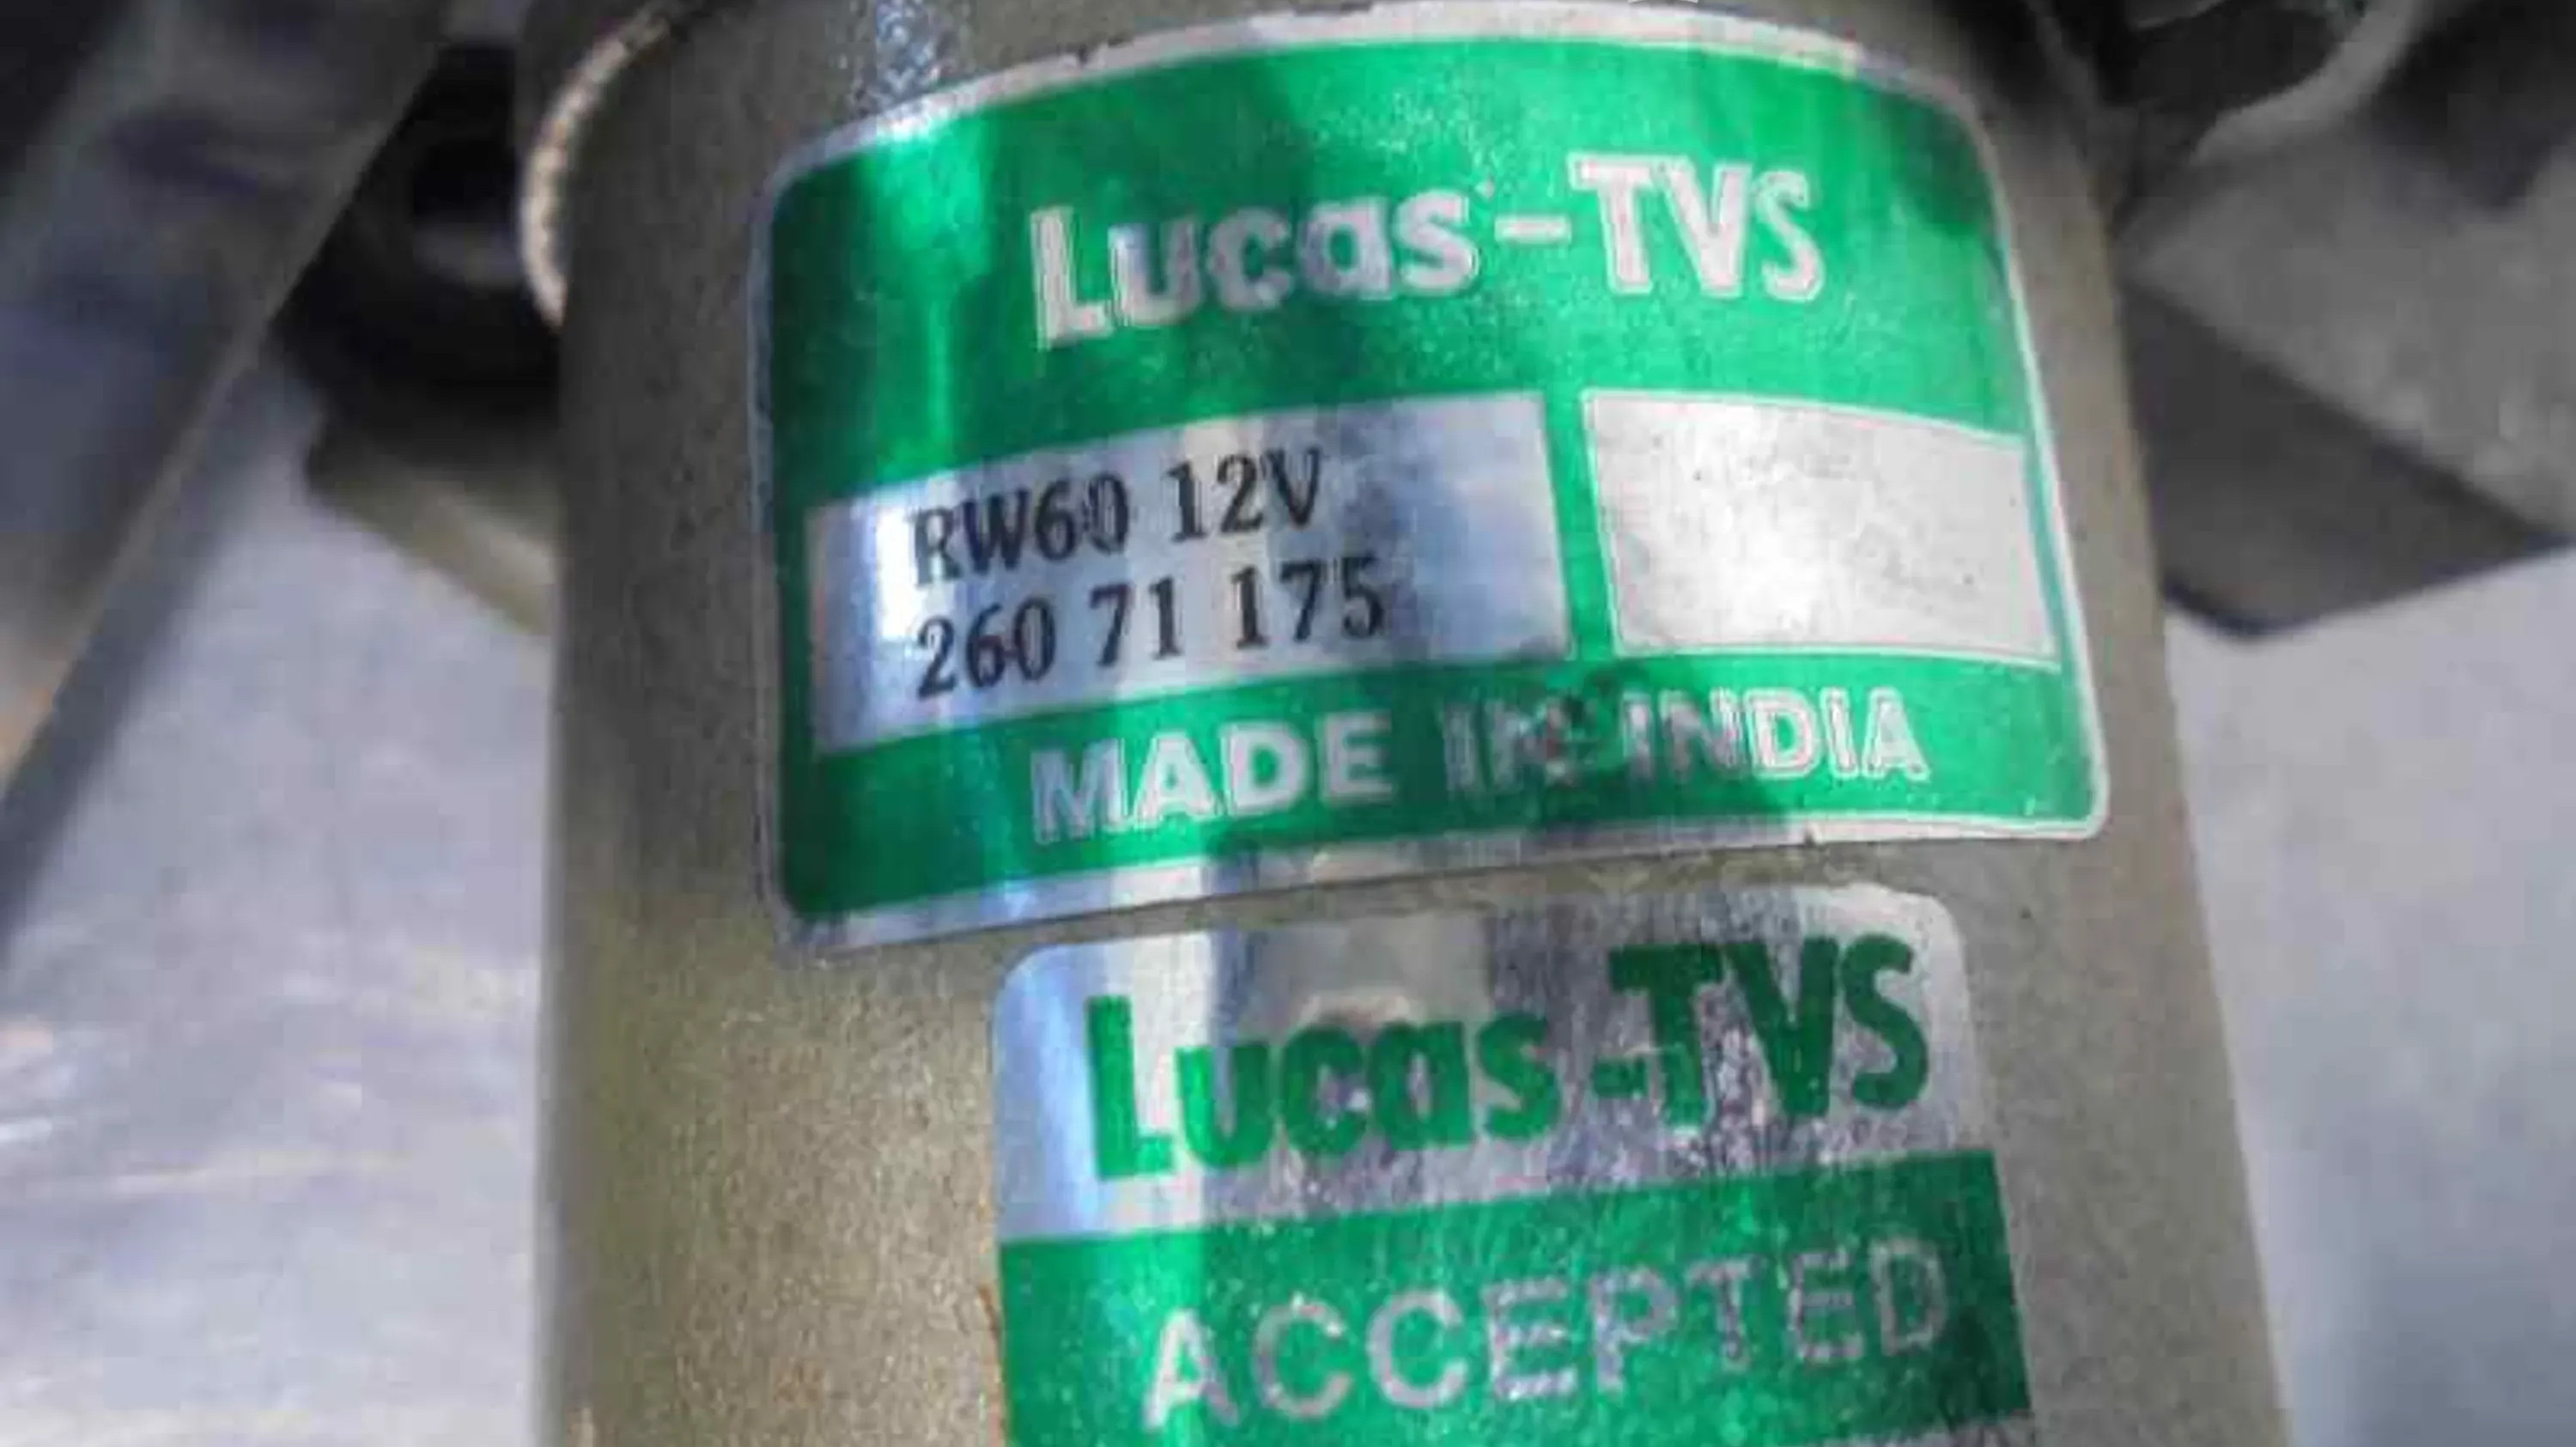 Lucas-TVS
RW60 12V
260 71 175
MADE IN INDIA
Lucas-TVS
ACCEPTED